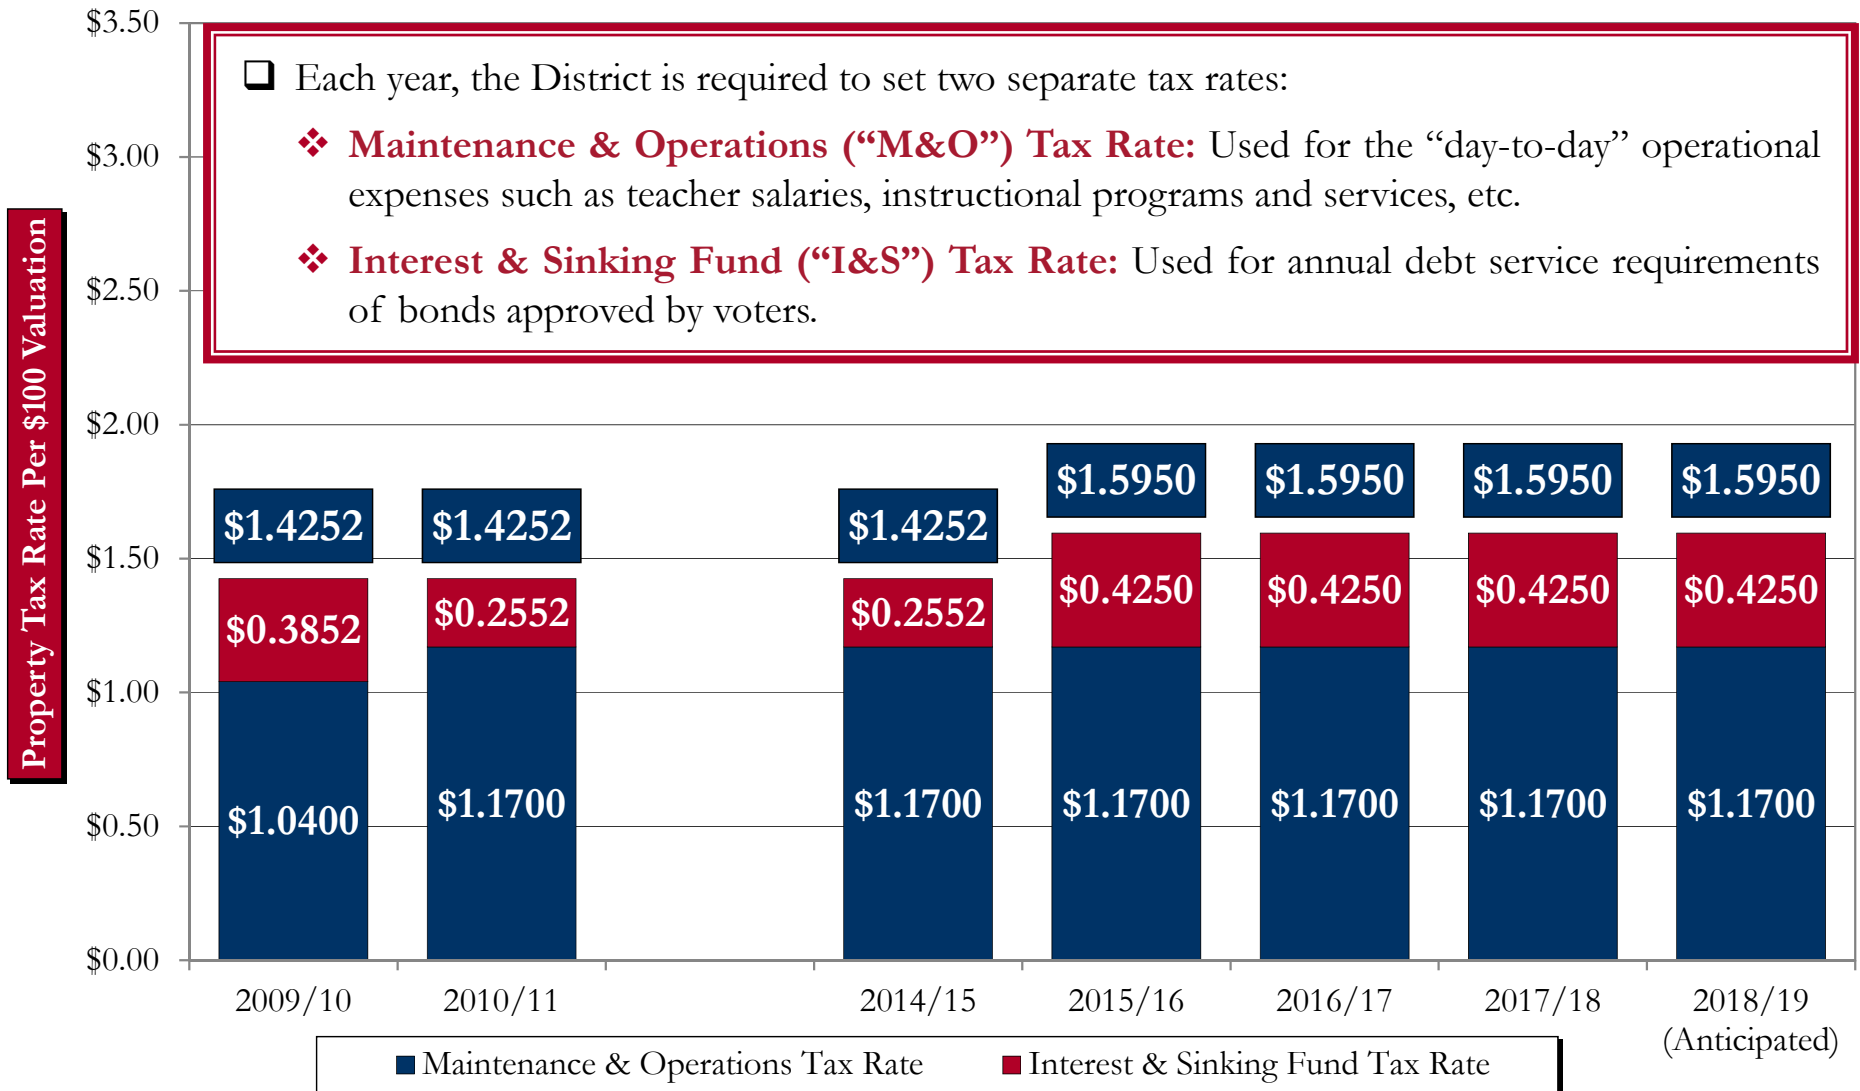 $3.50
$3.00
$2.50
$2.00
$1.50
$1.00
$0.50
$0.00
Property Tax Rate Per $100 Valuation
❑ Each year, the District is required to set two separate tax rates:
❖ Maintenance & Operations (“M&O”) Tax Rate: Used for the “day-to-day” operational
expenses such as teacher salaries, instructional programs and services, etc.
❖ Interest & Sinking Fund (“I&S”) Tax Rate: Used for annual debt service requirements
of bonds approved by voters.
$1.4252 $1.4252 $1.4252 $1.5950 $1.5950 $1.5950 $1.5950
$0.3852 $0.2552 $0.2552 $0.4250 $0.4250 $0.4250 $0.4250
$1.0400 $1.1700 $1.1700 $1.1700 $1.1700 $1.1700 $1.1700
2009/10 2010/11 2014/15 2015/16 2016/17 2017/18 2018/19
(Anticipated)
Maintenance & Operations Tax Rate Interest & Sinking Fund Tax Rate